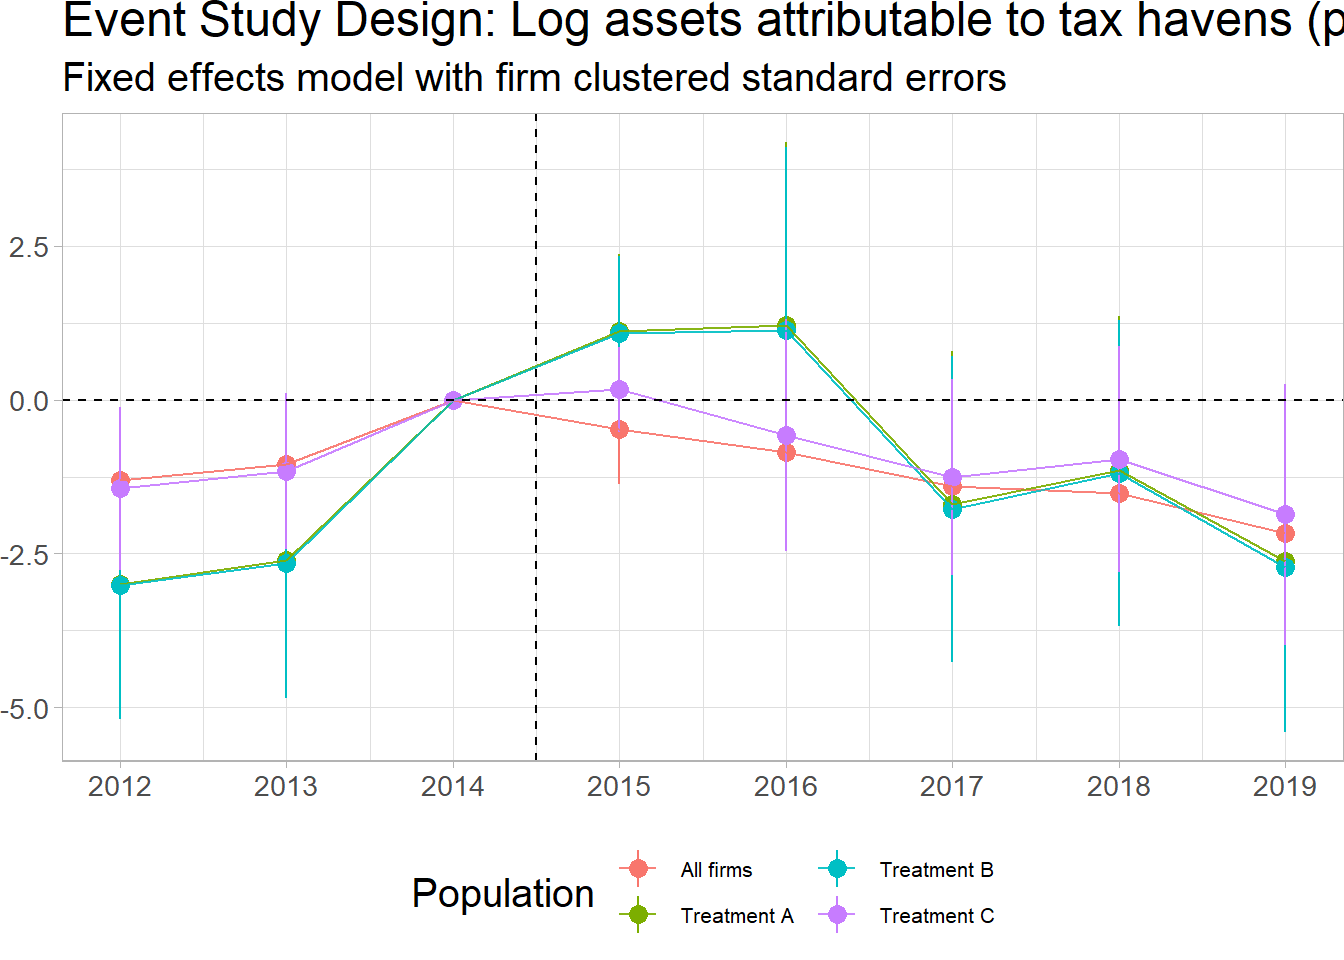 Event Study Design: Log assets attributable to tax havens (p
Fixed effects model with firm clustered standard errors
2.5
0.0
-2.5
-5.0
2012 2013 2014 2015 2016 2017 2018 2019
Population
All firms
Treatment A
Treatment B
Treatment C